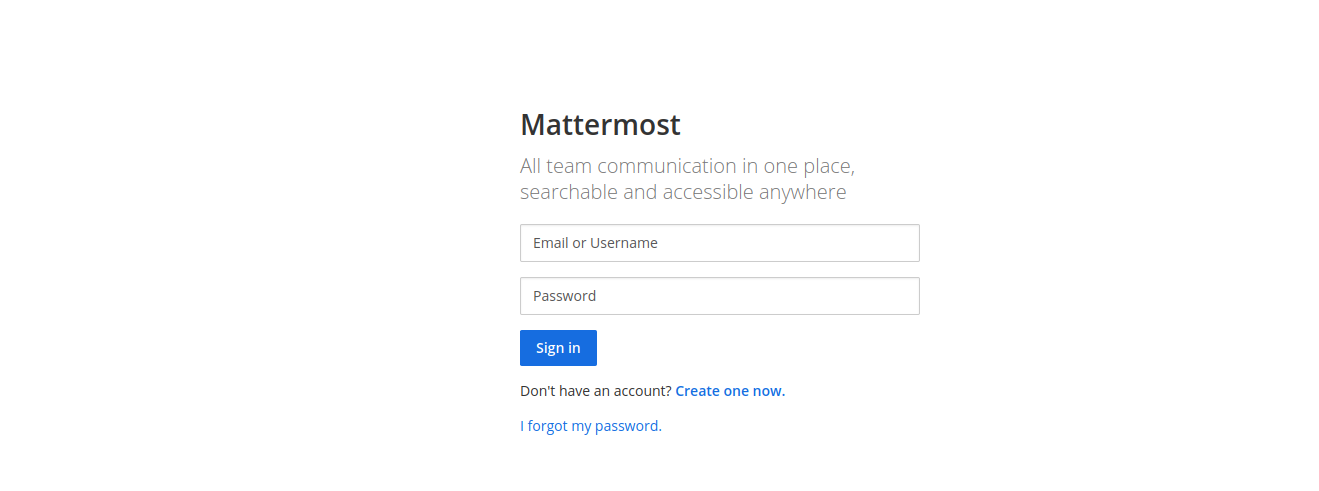 Mattermost
All team communication in one place,
searchable and accessible anywhere
Email or Username
Password
Sign in
Don't have an account? Create one now.
I forgot my password.